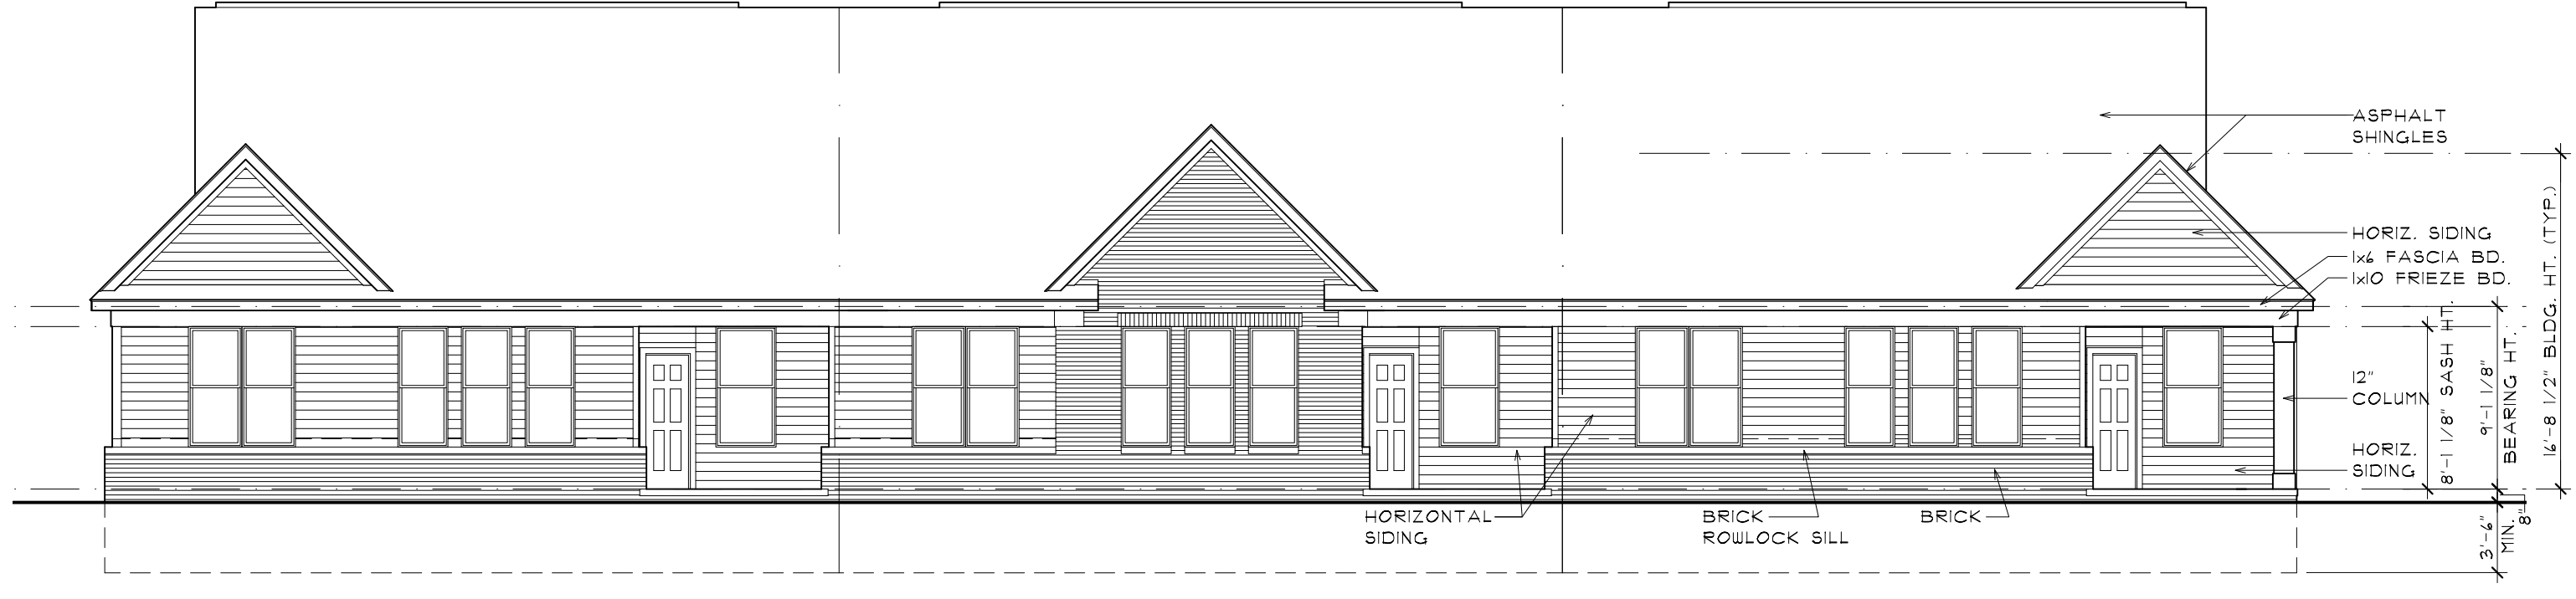 ASPHALT
SHINGLES
HORIZ. SIDING
1x6 FASCIA BD.
1x10 FRIEZE BD.
12"
COLUMN
HORIZ.
SIDING
8'-1 1/8" SASH HT.
9'-1 1/8"
BEARING HT.
16'-8 1/2" BLDG. HT. (TYP.)
HORIZONTAL
SIDING
BRICK
ROWLOCK SILL
BRICK
3'-6"
MIN.
8"